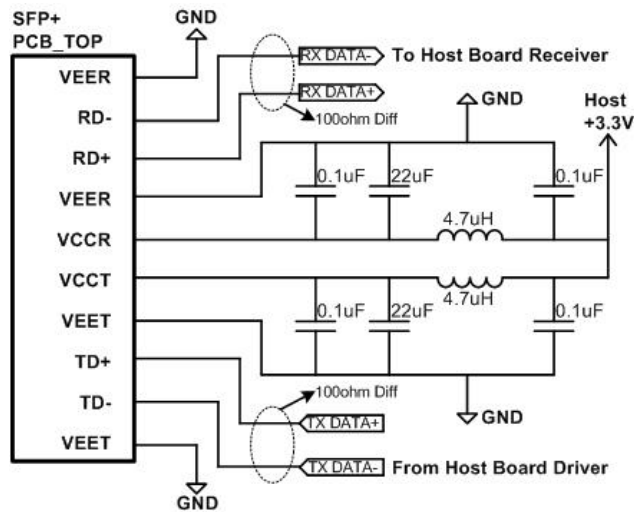 SFP+
PCB_TOP
GND
VEER
RD-
RD+
VEER
VCCR
VCCT
VEET
TD+
TD-
VEET
RX DATA- To Host Board Receiver
RX DATA+
100ohm Diff
GND
Host
+3.3V
0.1uF 22uF 0.1uF
4.7uH
4.7uH
0.1uF 22uF 0.1uF
100ohm Diff
GND
TX DATA+
TX DATA- From Host Board Driver
GND